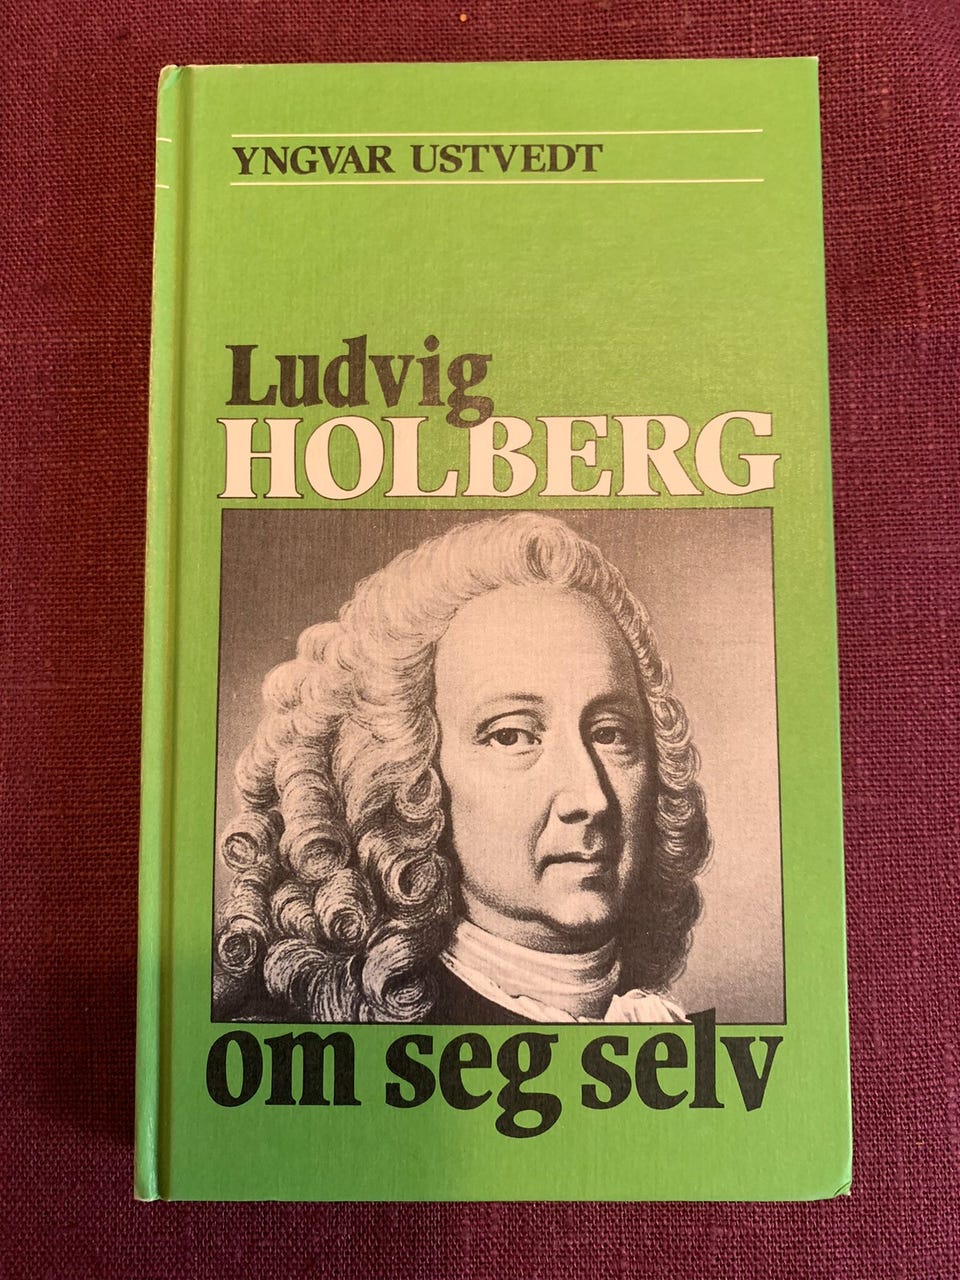 YNGVAR USTVEDT
Ludvig
HOLBERG
om seg selv